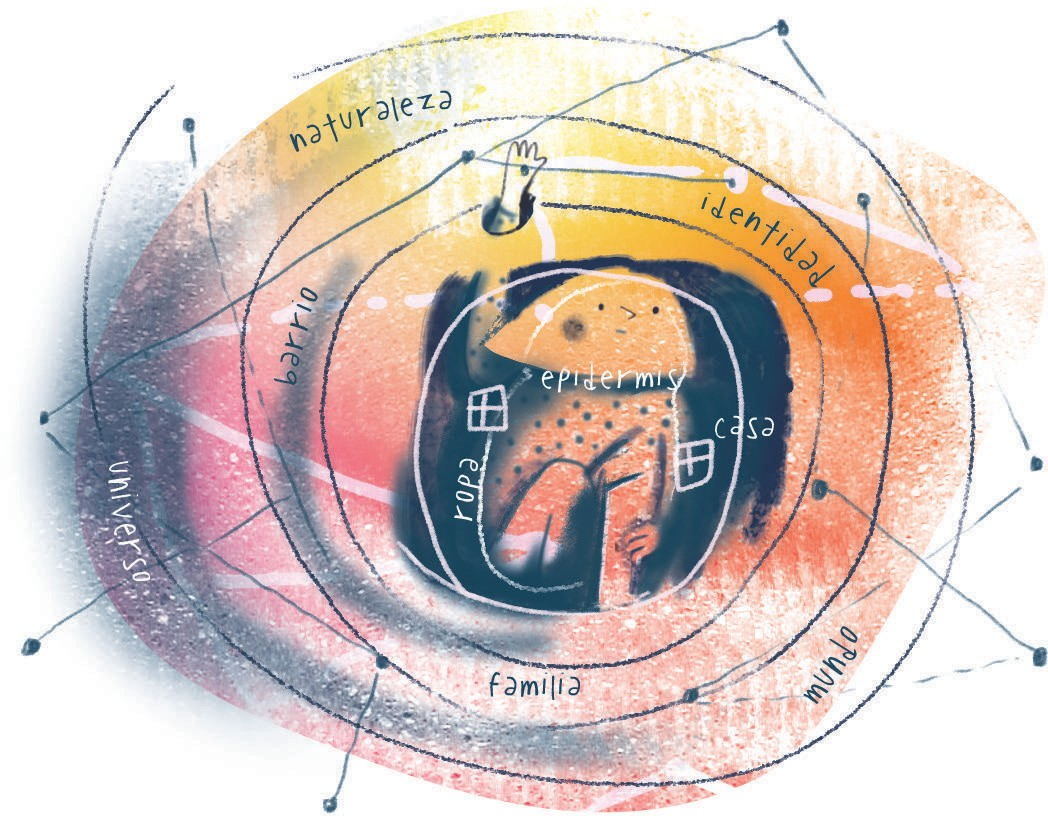 naturaleza
identidad
barrio
epidermis
casa
ropa
universo
familia
mundo